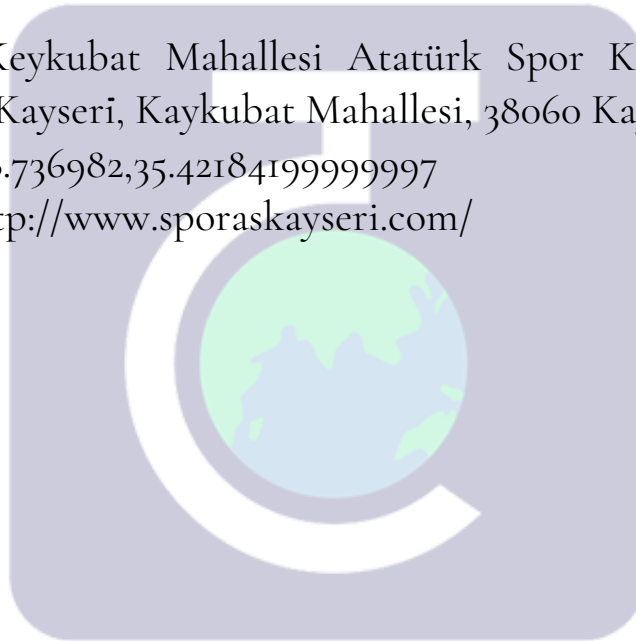 Keykubat Mahallesi Atatürk Spor K
Kayseri, Kaykubat Mahallesi, 38060 Ka
.736982,35.42184199999997
tp://www.sporaskayseri.com/